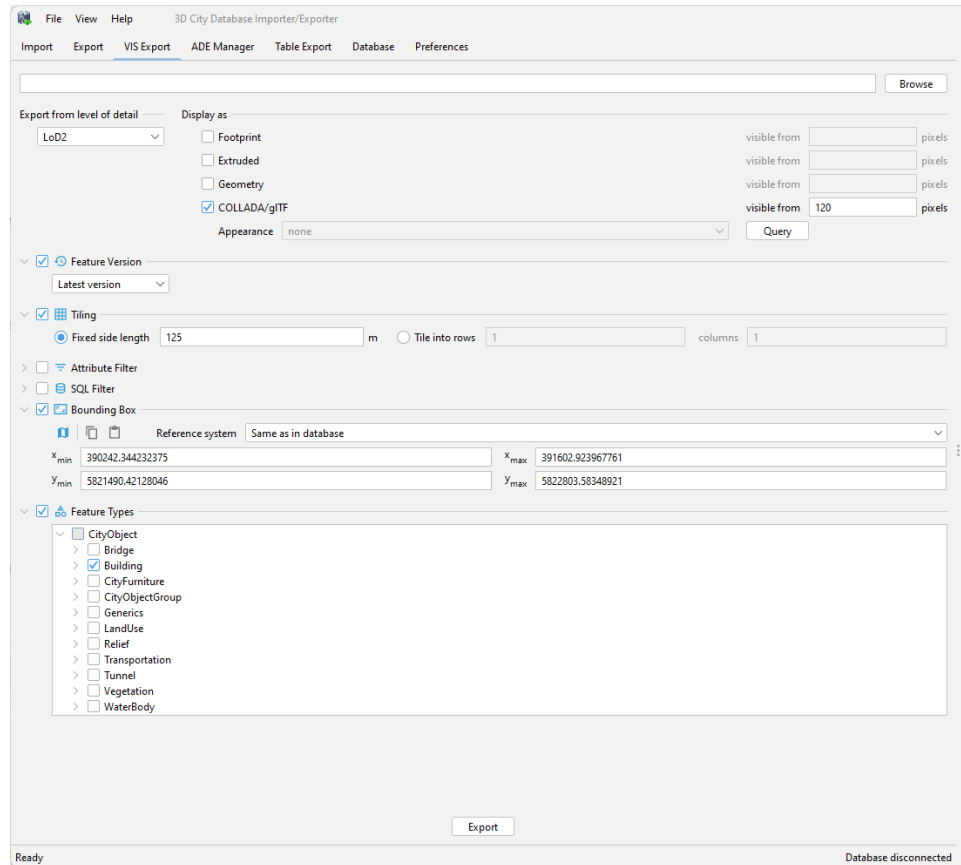 File View Help 3D City Database Importer/Exporter
Import Export VIS Export ADE Manager Table Export Database Preferences
Browse
Export from level of detail Display as
LoD2 Footprint visible from pixels
Extruded visible from pixels
Geometry visible from pixels
COLLADA/glTF visible from 120 pixels
Appearance none Query
Feature Version
Latest version
Tiling
Fixed side length 125 m Tile into rows 1 columns 1
Attribute Filter
SQL Filter
Bounding Box
Reference system Same as in database
xmin 390242.344232375 xmax 391602.923967761
ymin 5821490.42128046 ymax 5822803.58348921
Feature Types
CityObject
Bridge
Building
CityFurniture
CityObjectGroup
Generics
LandUse
Relief
Transportation
Tunnel
Vegetation
WaterBody
Export
Ready Database disconnected